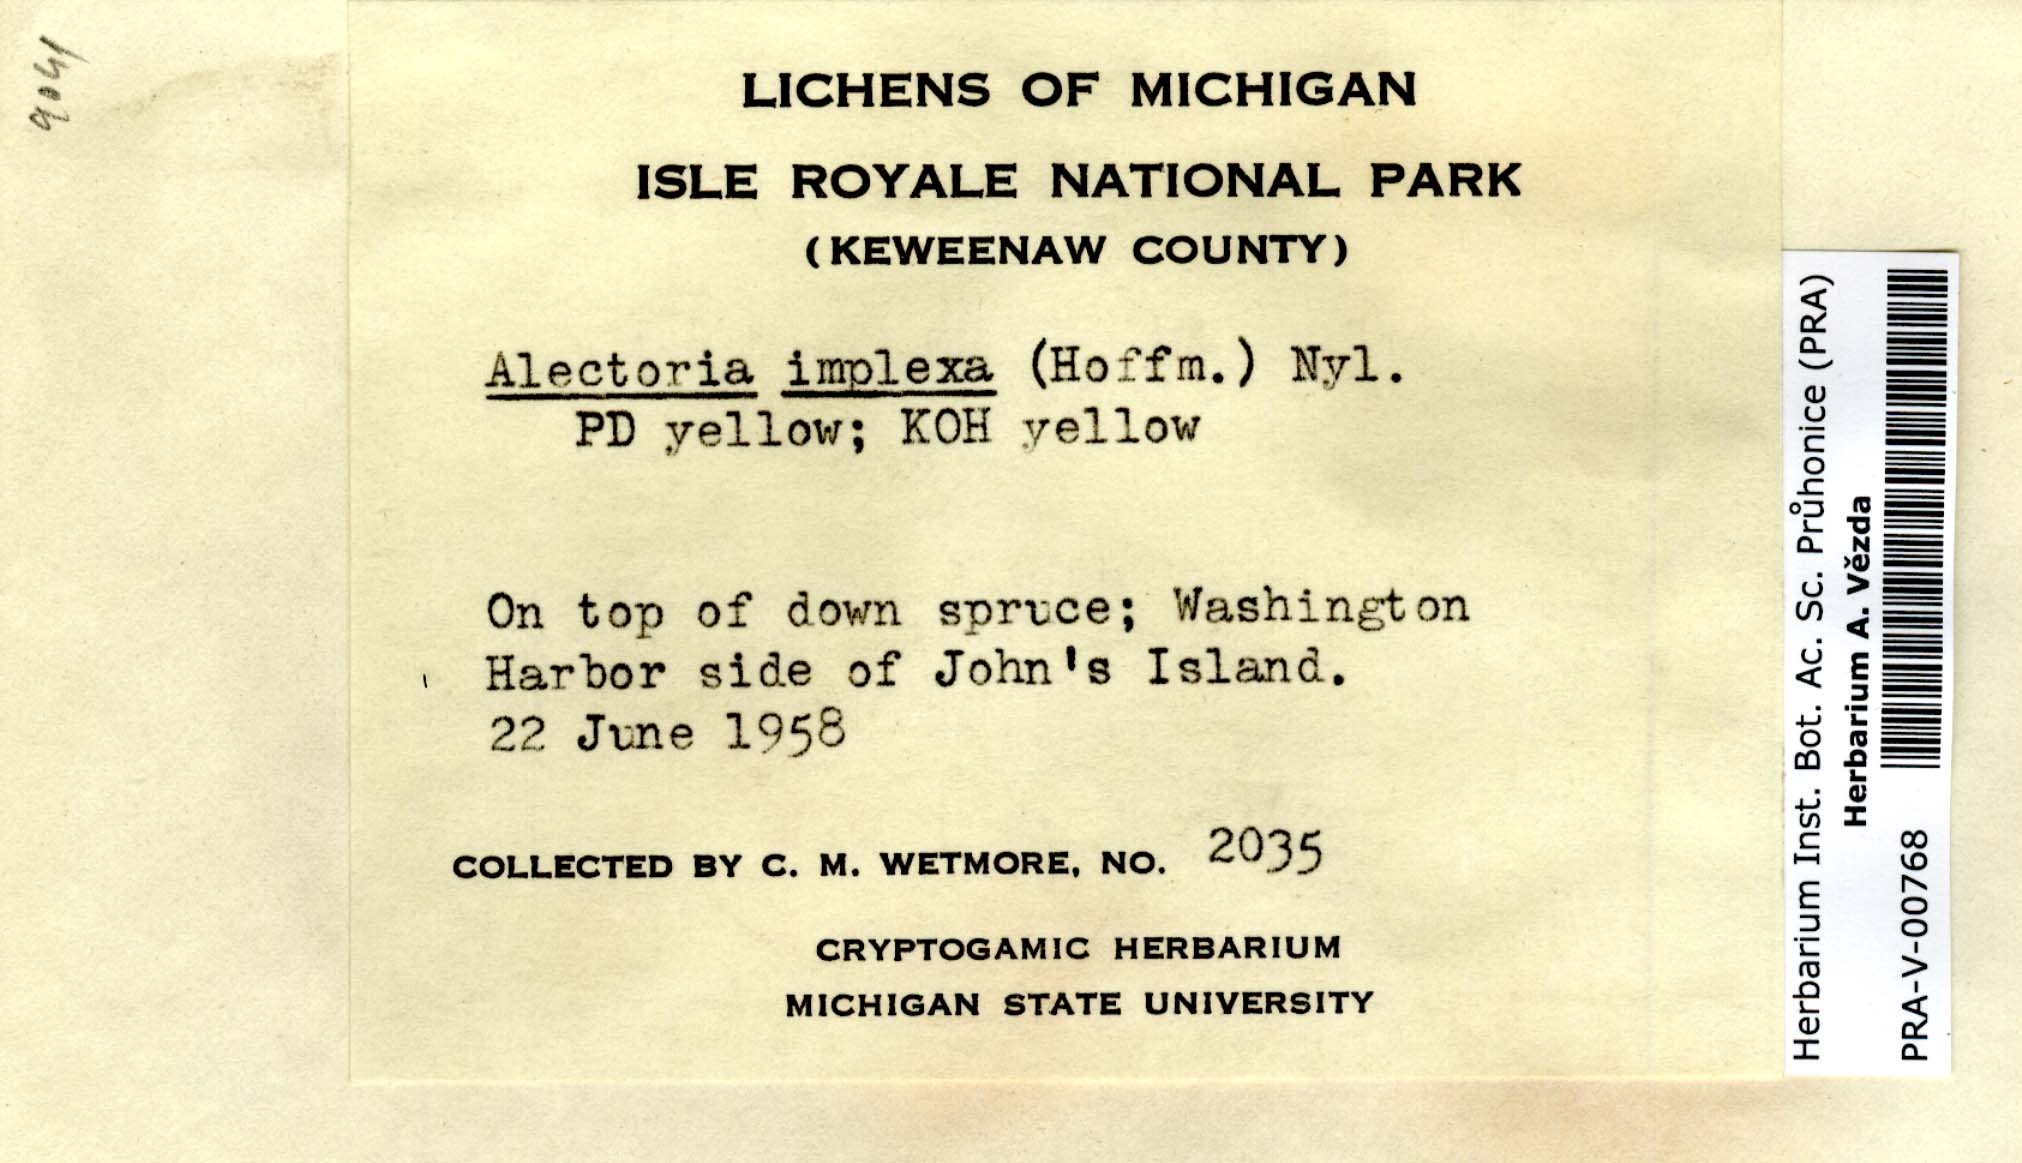 9041
LICHENS OF MICHIGAN
ISLE ROYALE NATIONAL PARK
(KEWEENAW COUNTY)
Alectoria implexa (Hoffm.) Nyl.
PD yellow; KOH yellow
On top of down spruce; Washington
Harbor side of John's Island.
22 June 1958
COLLECTED BY C. M. WETMORE, NO. 2035
CRYPTOGAMIC HERBARIUM
MICHIGAN STATE UNIVERSITY
Herbarium Inst. Bot. Ac. Sc. Průhonice (PRA)
Herbarium A. Vězda
PRA-V-00768